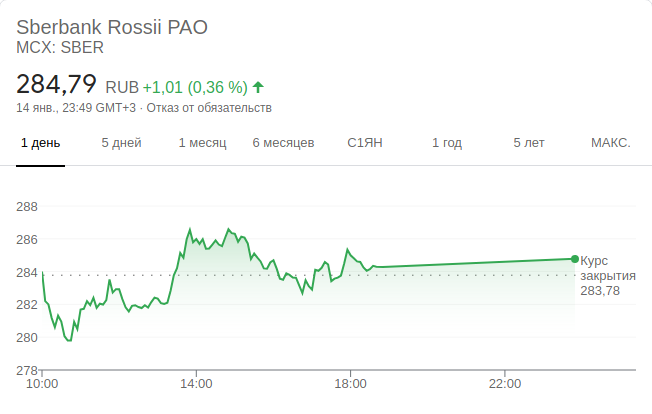 Sberbank Rossii PAO
MCX: SBER
284,79 RUB +1,01 (0,36 %)
14 янв., 23:49 GMT+3 · Отказ от обязательств
1 день 5 дней 1 месяц 6 месяцев С1ЯН 1 год 5 лет МАКС.
288
286
284
282
280
278
Курс
закрытия
283,78
10:00 14:00 18:00 22:00